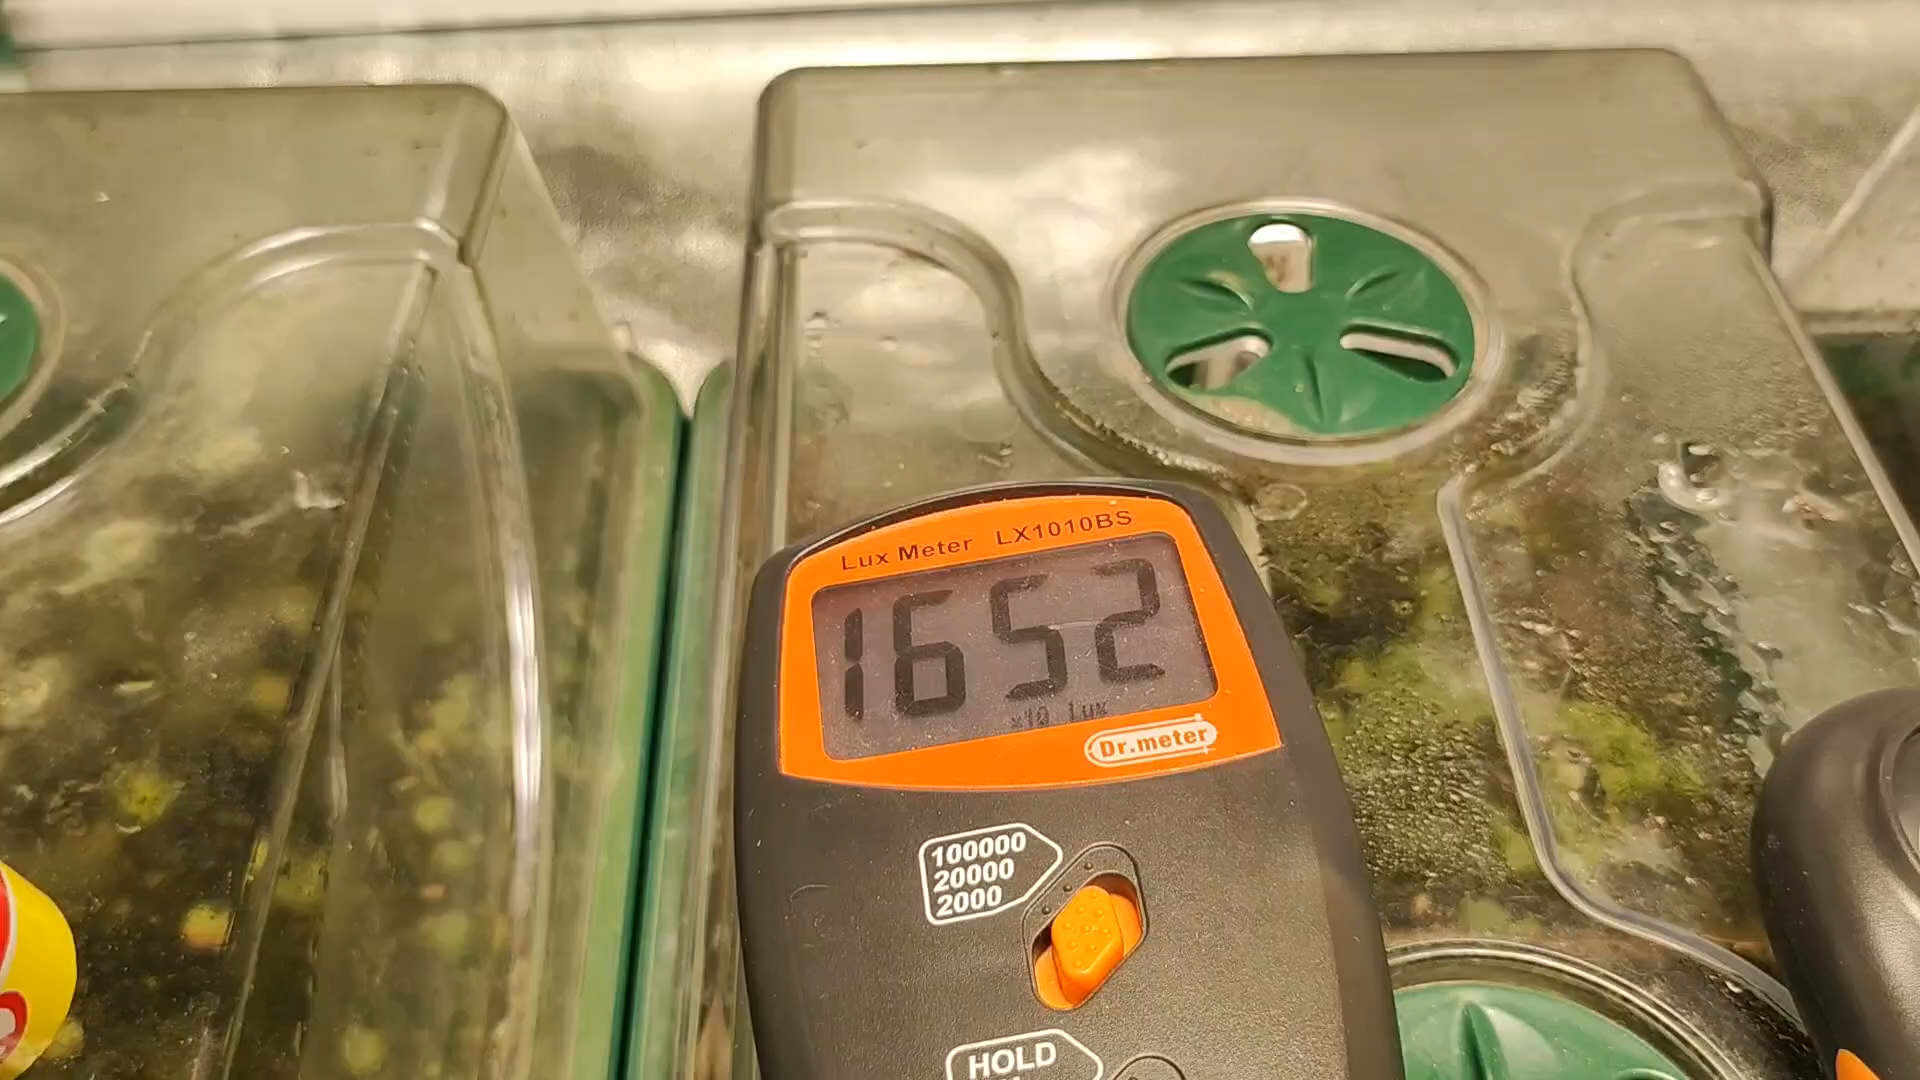 Lux Meter LX1010BS
1652
x10 Lux
Dr.meter
100000
20000
2000
HOLD